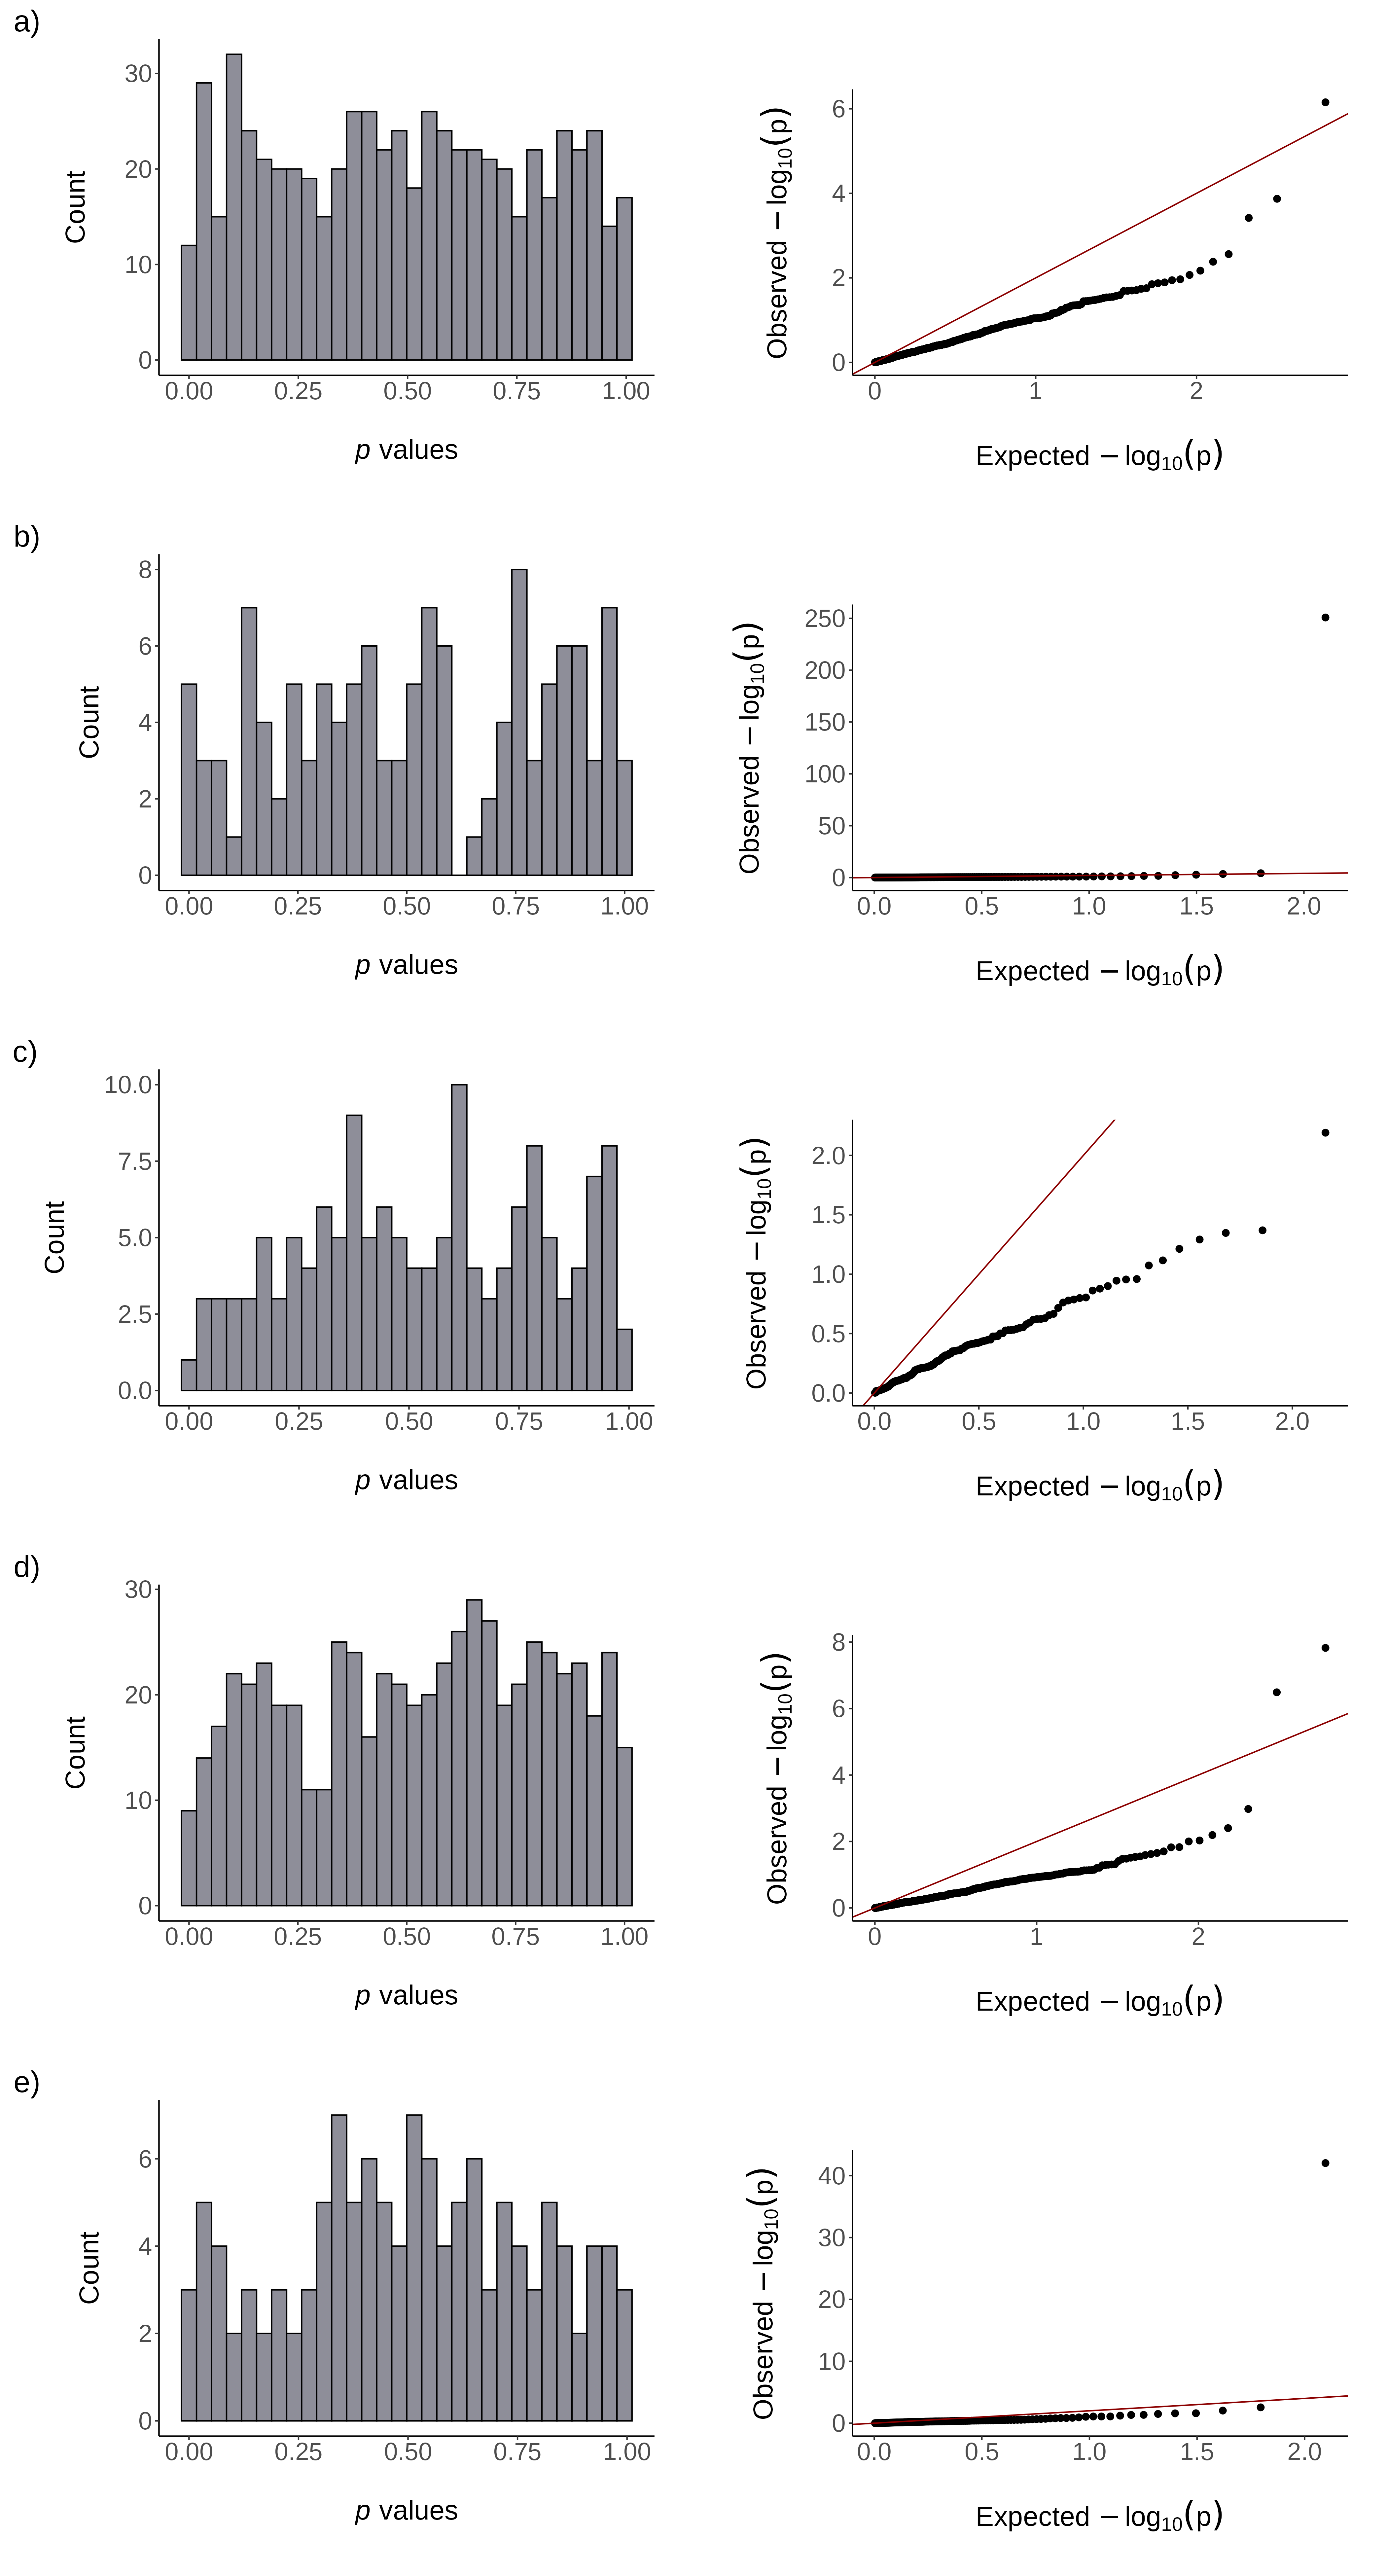 a)
Count
30
20
10
0
0.00 0.25 0.50 0.75 1.00
p values
Observed −log10(p)
6
4
2
0
0 1 2
Expected −log10(p)
b)
Count
8
6
4
2
0
0.00 0.25 0.50 0.75 1.00
p values
Observed −log10(p)
250
200
150
100
50
0
0.0 0.5 1.0 1.5 2.0
Expected −log10(p)
c)
Count
10.0
7.5
5.0
2.5
0.0
0.00 0.25 0.50 0.75 1.00
p values
Observed −log10(p)
2.0
1.5
1.0
0.5
0.0
0.0 0.5 1.0 1.5 2.0
Expected −log10(p)
d)
Count
30
20
10
0
0.00 0.25 0.50 0.75 1.00
p values
Observed −log10(p)
8
6
4
2
0
0 1 2
Expected −log10(p)
e)
Count
6
4
2
0
0.00 0.25 0.50 0.75 1.00
p values
Observed −log10(p)
40
30
20
10
0
0.0 0.5 1.0 1.5 2.0
Expected −log10(p)